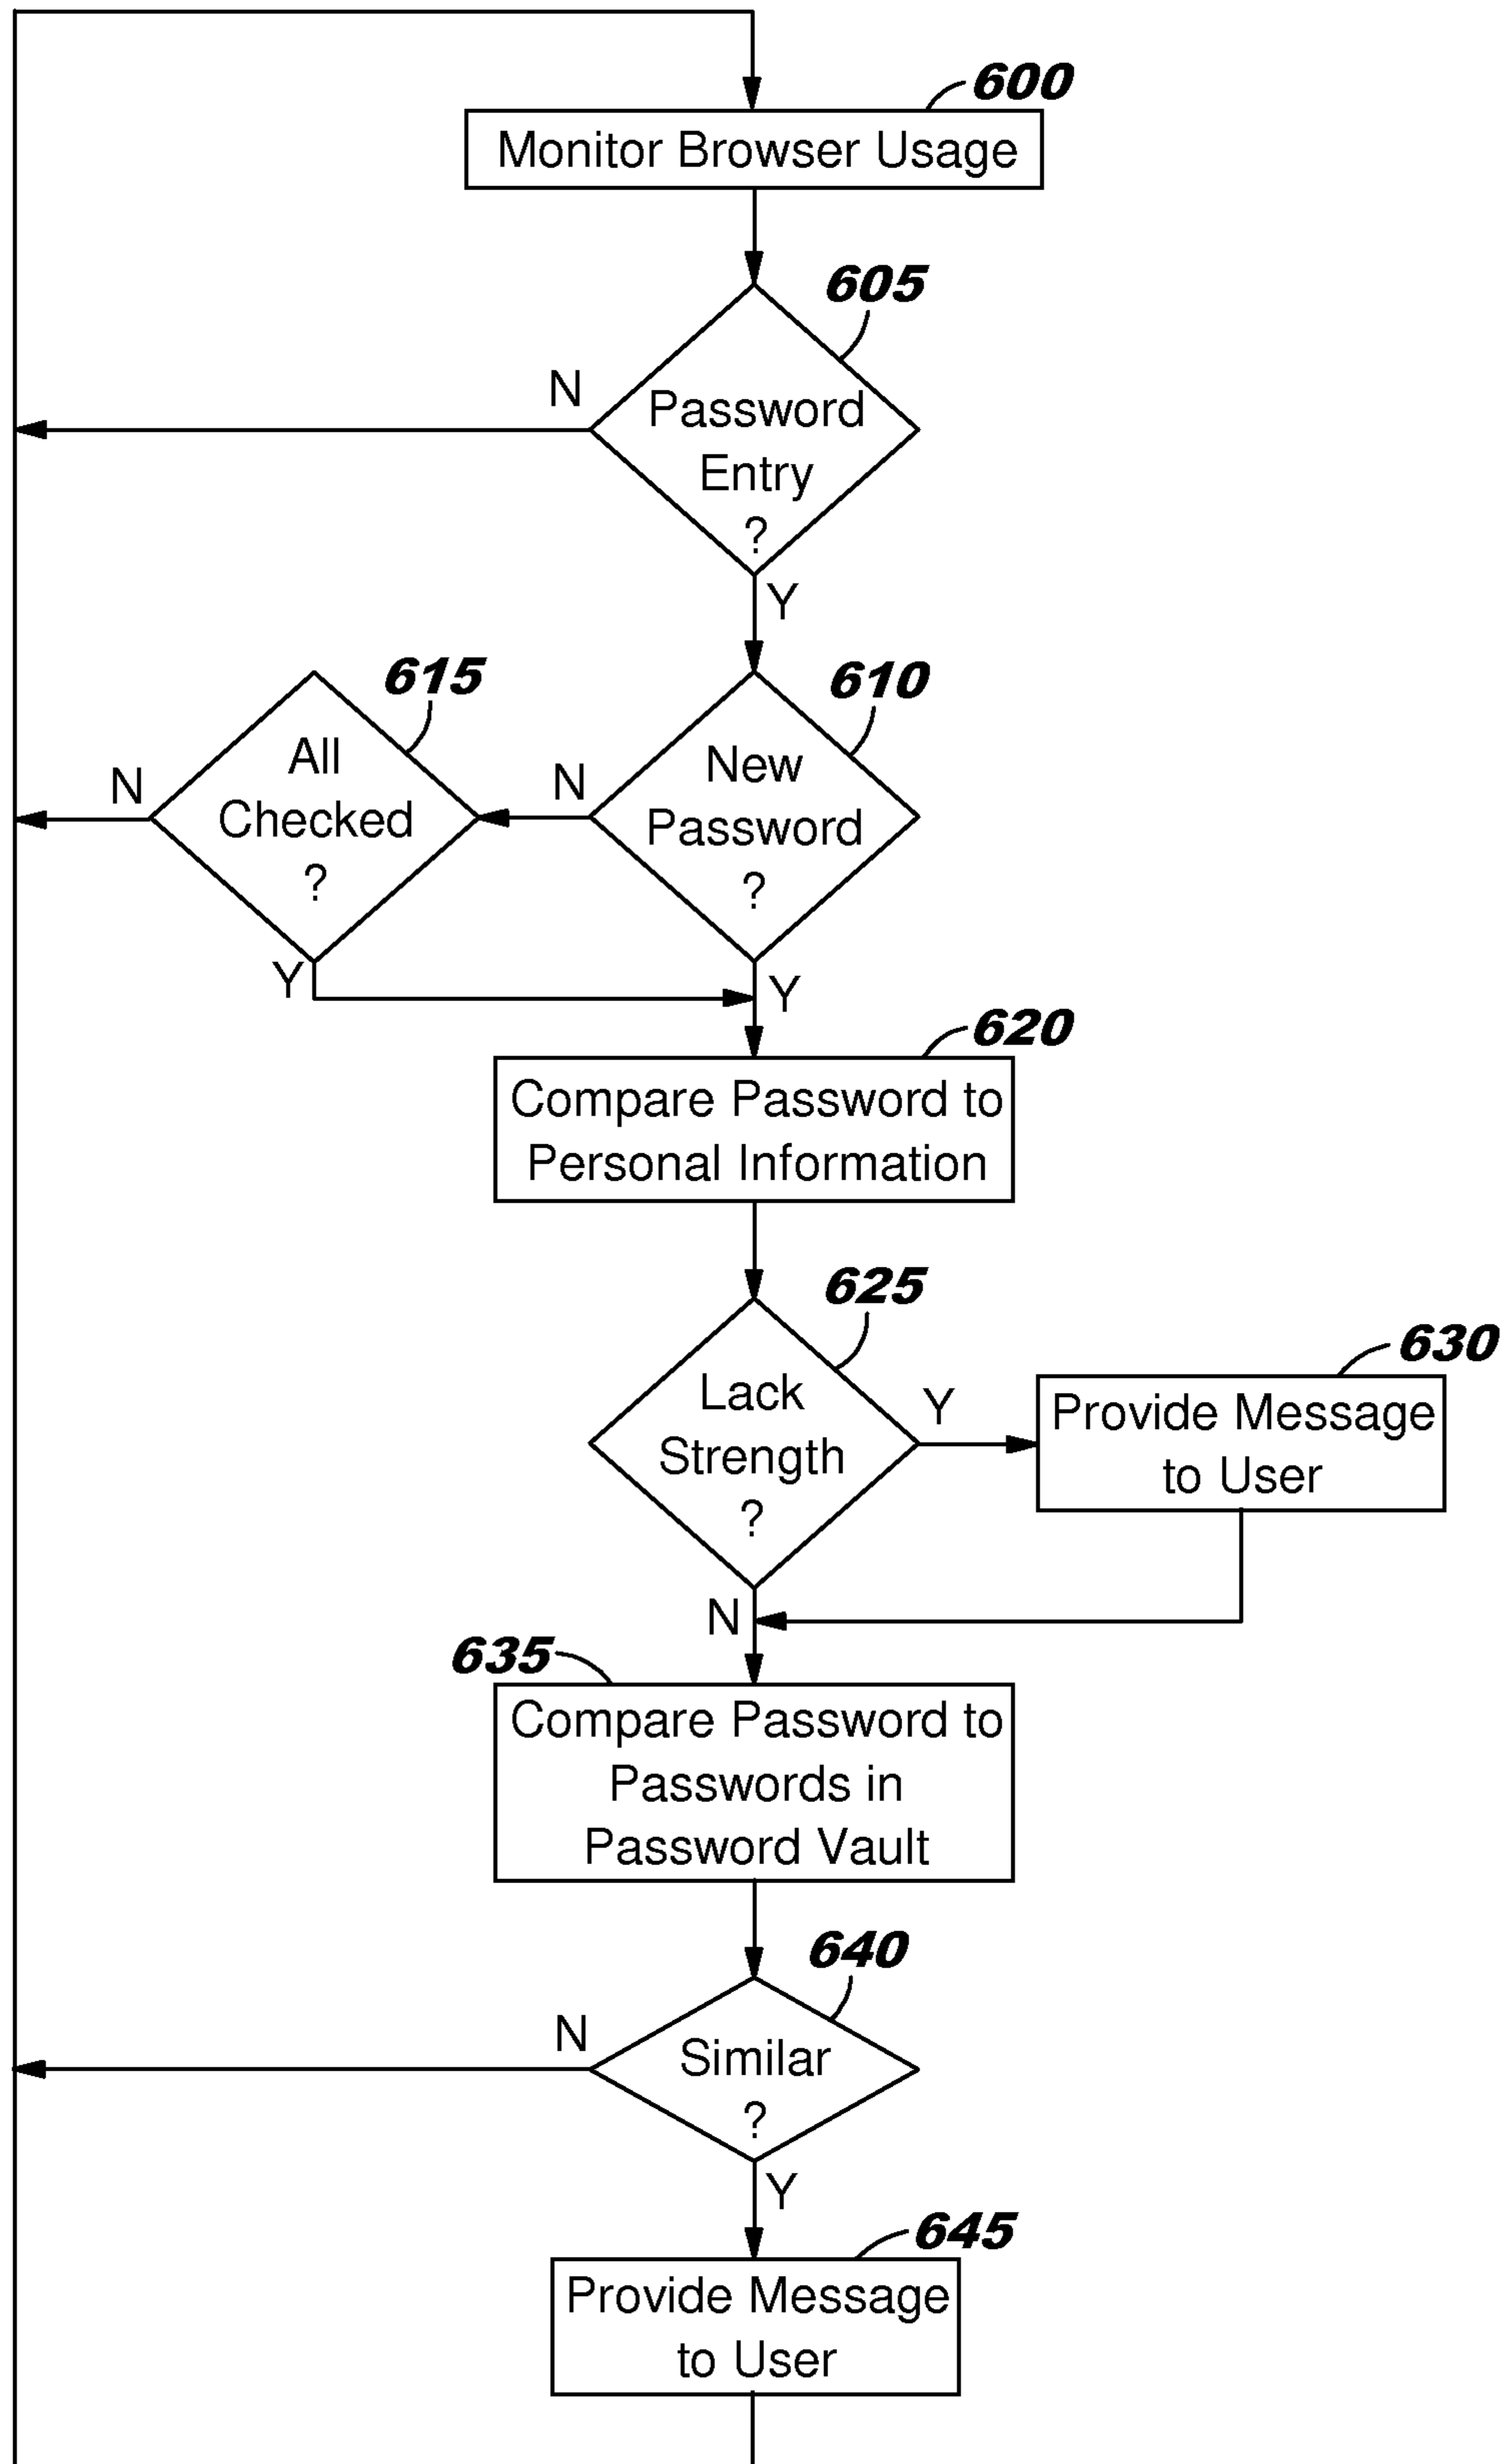 600
Monitor Browser Usage
605
N
Password
Entry
?
Y
615
610
All
Checked
?
N
N
New
Password
?
Y
Y
620
Compare Password to
Personal Information
625
630
Lack
Strength
?
Y
Provide Message
to User
N
635
Compare Password to
Passwords in
Password Vault
640
N
Similar
?
Y
645
Provide Message
to User